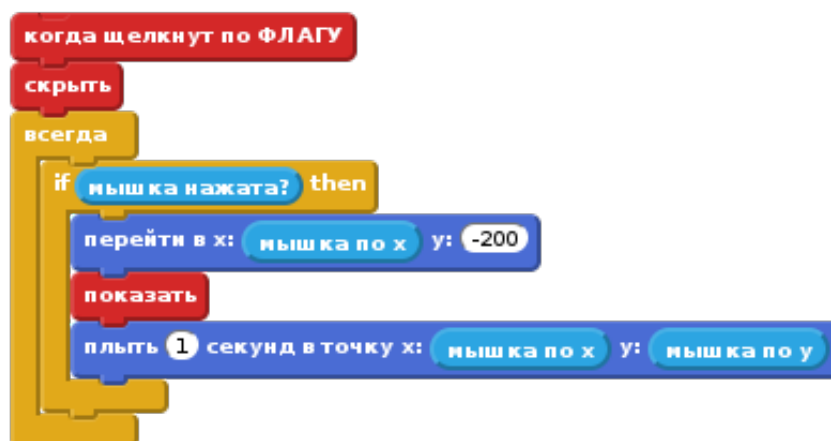 когда щелкнут по ФЛАГУ
скрыть
всегда
if мышка нажата? then
перейти в x: мышка по x y: -200
показать
плыть 1 секунд в точку x: мышка по x y: мышка по y